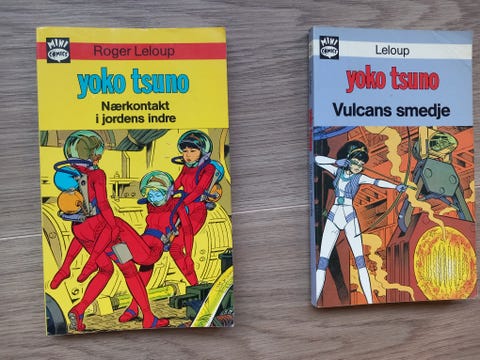 MINI
COMICS
Roger Leloup
yoko tsuno
Nærkontakt
i jordens indre
MINI
COMICS
Leloup
yoko tsuno
Vulcans smedje